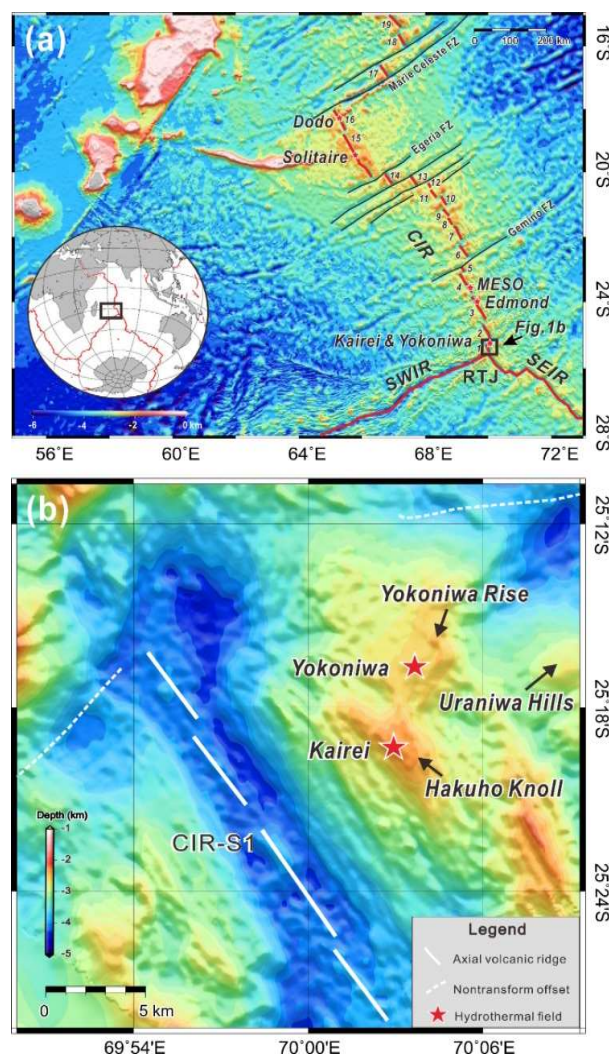 (a)
0 100 200 km
16°S
19
18
17
Marie Celeste FZ
Dodo
16
15
Egeria FZ
Solitaire
20°S
14
13
12
11
10
9
8
7
Gemino FZ
6
CIR
5
4
MESO
24°S
Edmond
3
Fig.1b
Kairei & Yokoniwa
2
1
SWIR
RTJ
SEIR
-6 -4 -2 0 km
28°S
56°E 60°E 64°E 68°E 72°E
(b)
25°12'S
Yokoniwa Rise
Yokoniwa
Uraniwa Hills
25°18'S
Kairei
Hakuho Knoll
Depth (km)
-1
CIR-S1
-2
-3
25°24'S
-4
-5
Legend
Axial volcanic ridge
0 5 km
Nontransform offset
Hydrothermal field
69°54'E 70°00'E 70°06'E